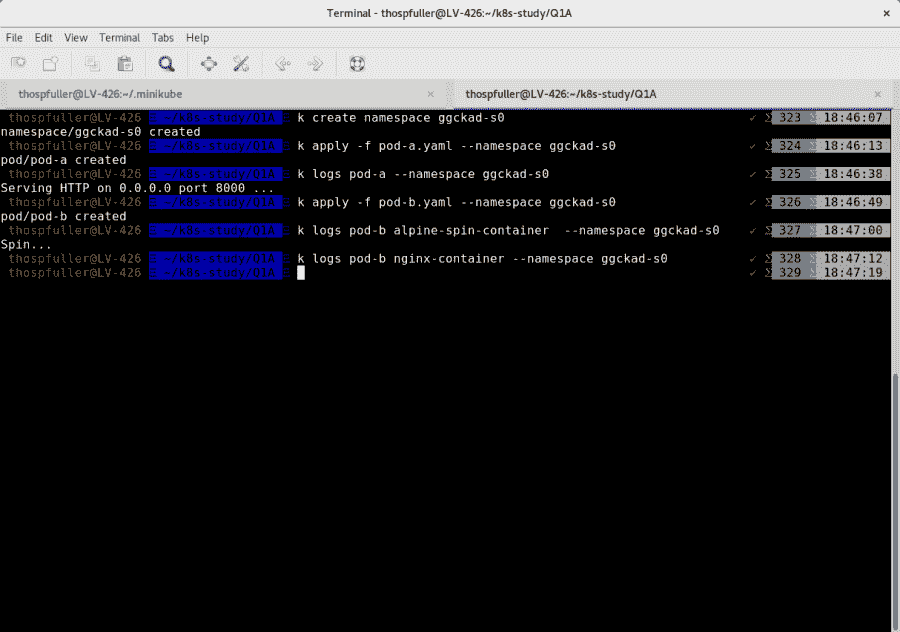 Terminal - thospfuller@LV-426:~/k8s-study/Q1A
File Edit View Terminal Tabs Help
thospfuller@LV-426:~/.minikube thospfuller@LV-426:~/k8s-study/Q1A
thospfuller@LV-426 ~/k8s-study/Q1A k create namespace ggckad-s0 ✓ 323 18:46:07
namespace/ggckad-s0 created
thospfuller@LV-426 ~/k8s-study/Q1A k apply -f pod-a.yaml --namespace ggckad-s0 ✓ 324 18:46:13
pod/pod-a created
thospfuller@LV-426 ~/k8s-study/Q1A k logs pod-a --namespace ggckad-s0 ✓ 325 18:46:38
Serving HTTP on 0.0.0.0 port 8000 ...
thospfuller@LV-426 ~/k8s-study/Q1A k apply -f pod-b.yaml --namespace ggckad-s0 ✓ 326 18:46:49
pod/pod-b created
thospfuller@LV-426 ~/k8s-study/Q1A k logs pod-b alpine-spin-container  --namespace ggckad-s0 ✓ 327 18:47:00
Spin...
thospfuller@LV-426 ~/k8s-study/Q1A k logs pod-b nginx-container --namespace ggckad-s0 ✓ 328 18:47:12
thospfuller@LV-426 ~/k8s-study/Q1A ✓ 329 18:47:19